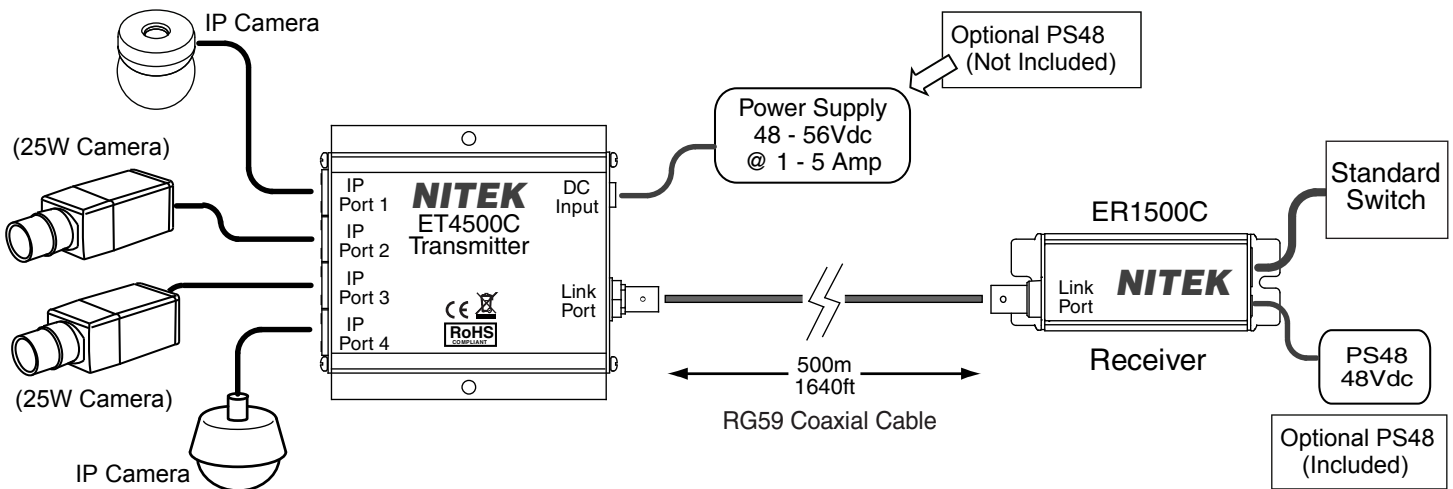 IP Camera
(25W Camera)
(25W Camera)
IP Camera
IP
Port 1
IP
Port 2
IP
Port 3
IP
Port 4
NITEK
ET4500C
Transmitter
CE
RoHS
COMPLIANT
DC
Input
Link
Port
Optional PS48
(Not Included)
Power Supply
48 - 56Vdc
@ 1 - 5 Amp
500m
1640ft
RG59 Coaxial Cable
ER1500C
Link
Port
NITEK
Receiver
Standard
Switch
PS48
48Vdc
Optional PS48
(Included)